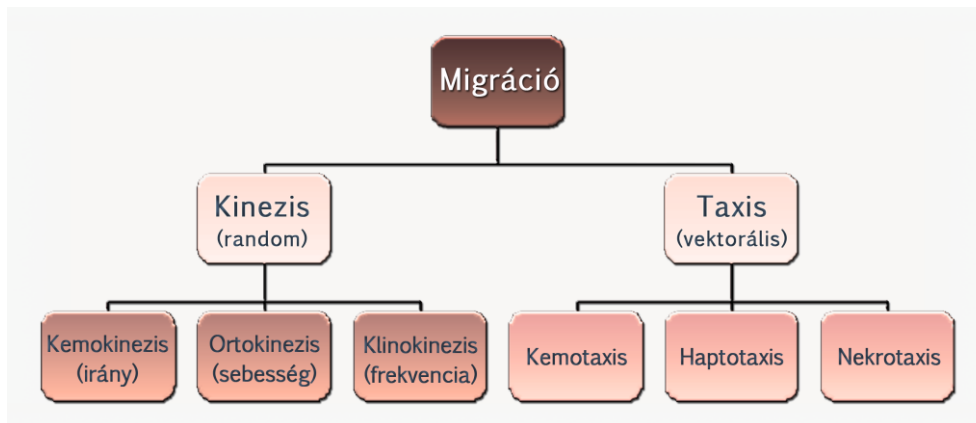 Migráció
Kinezis
(random)
Taxis
(vektorális)
Kemokinezis
(irány)
Ortokinezis
(sebesség)
Klinokinezis
(frekvencia)
Kemotaxis
Haptotaxis
Nekrotaxis